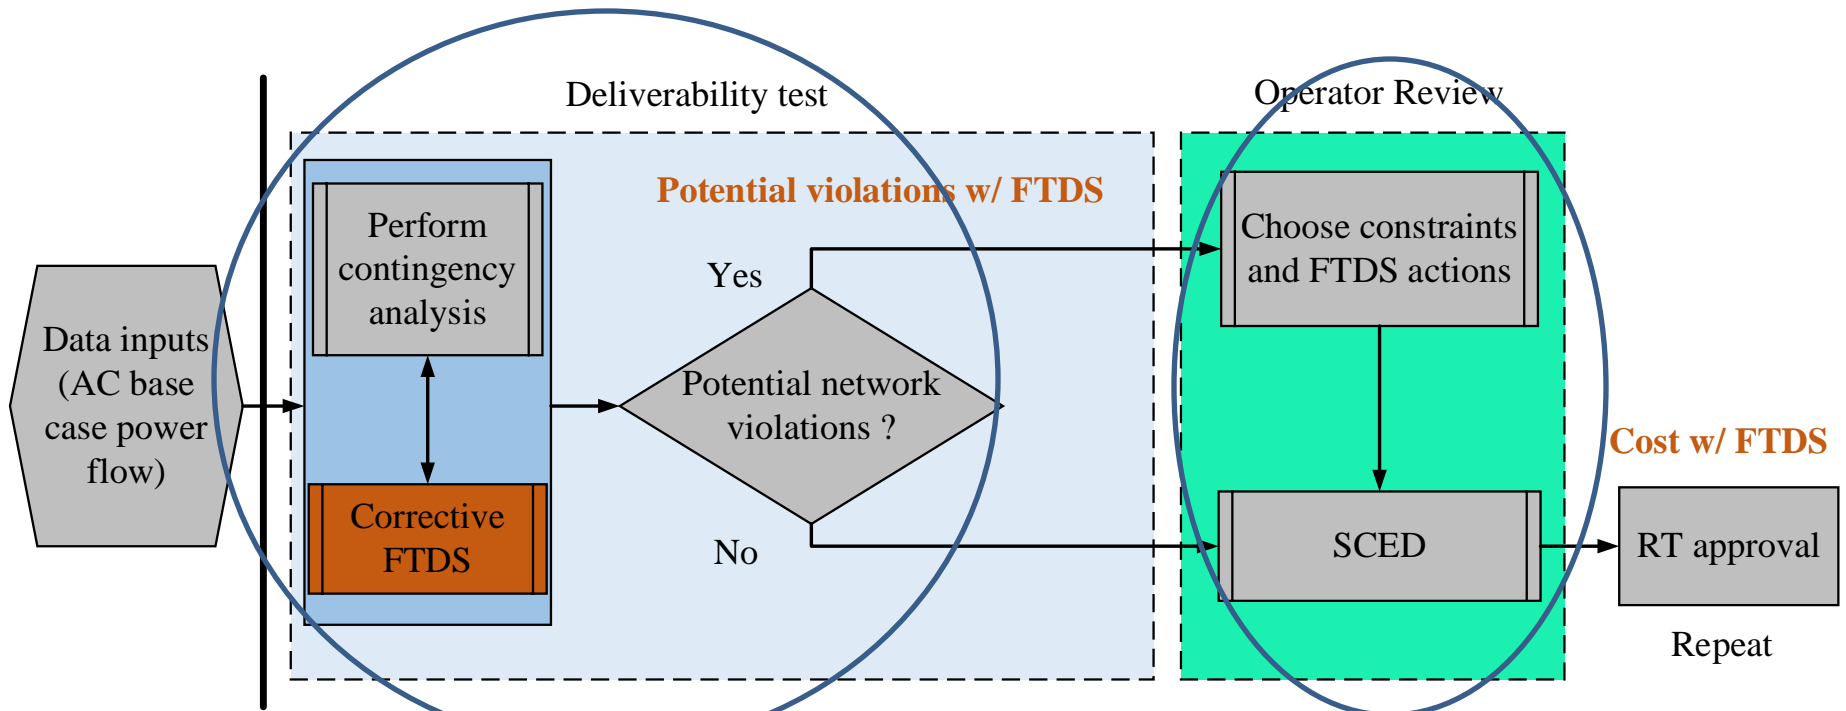 Deliverability test
Operator Review
Potential violations w/ FTDS
Perform
contingency
analysis
Choose constraints
and FTDS actions
Yes
Data inputs
(AC base
case power
flow)
Potential network
violations ?
Cost w/ FTDS
Corrective
FTDS
No
SCED
RT approval
Repeat